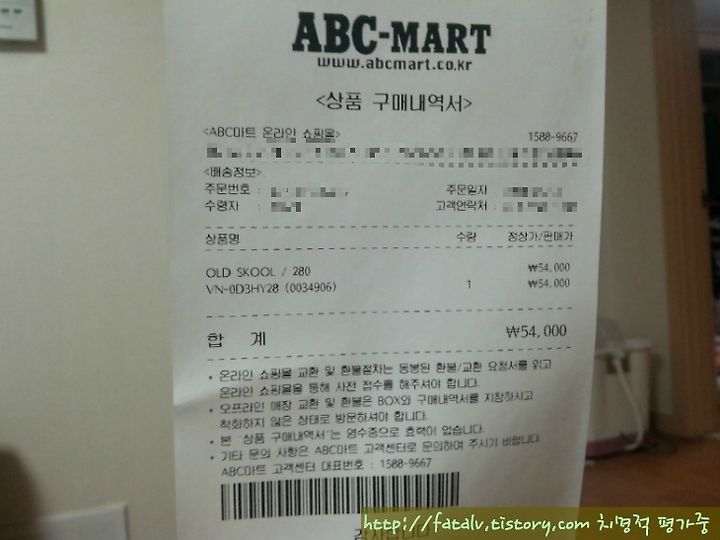 ABC-MART
www.abcmart.co.kr
<상품 구매내역서>
<ABC마트 온라인 쇼핑몰> 1588-9667
<배송정보>
주문번호 : 주문일자 :
수령자 : 고객연락처 :
상품명 수량 정상가/판매가
OLD SKOOL / 280 ₩54,000
VN-0D3HY28 (0034906) 1 ₩54,000
합 계 ₩54,000
* 온라인 쇼핑몰 교환 및 환불절차는 동봉된 환불/교환 요청서를 읽고
온라인 쇼핑몰을 통해 사전 접수를 해주셔야 합니다.
* 오프라인 매장 교환 및 환불은 BOX와 구매내역서를 지참하시고
착화하지 않은 상태로 방문하셔야 합니다.
* 본 '상품 구매내역서'는 영수증으로 효력이 없습니다.
* 기타 문의 사항은 ABC마트 고객센터로 문의하여 주시기 바랍니다.
ABC마트 고객센터 대표번호 : 1588-9667
http://fatalv.tistory.com 치명적 평가중